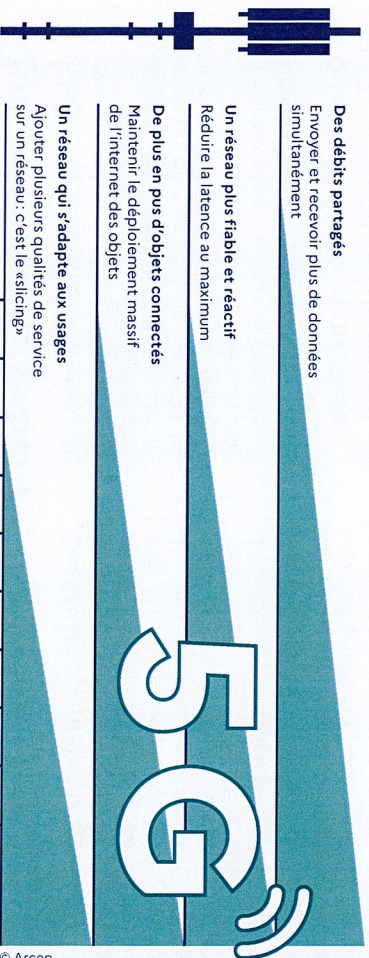 Des débits partagés
Envoyer et recevoir plus de données
simultanément
Un réseau plus fiable et réactif
Réduire la latence au maximum
De plus en pus d'objets connectés
Maintenir le déploiement massif
de l'internet des objets
Un réseau qui s'adapte aux usages
Ajouter plusieurs qualités de service
sur un réseau: c'est le «slicing»
5G
© Arcep